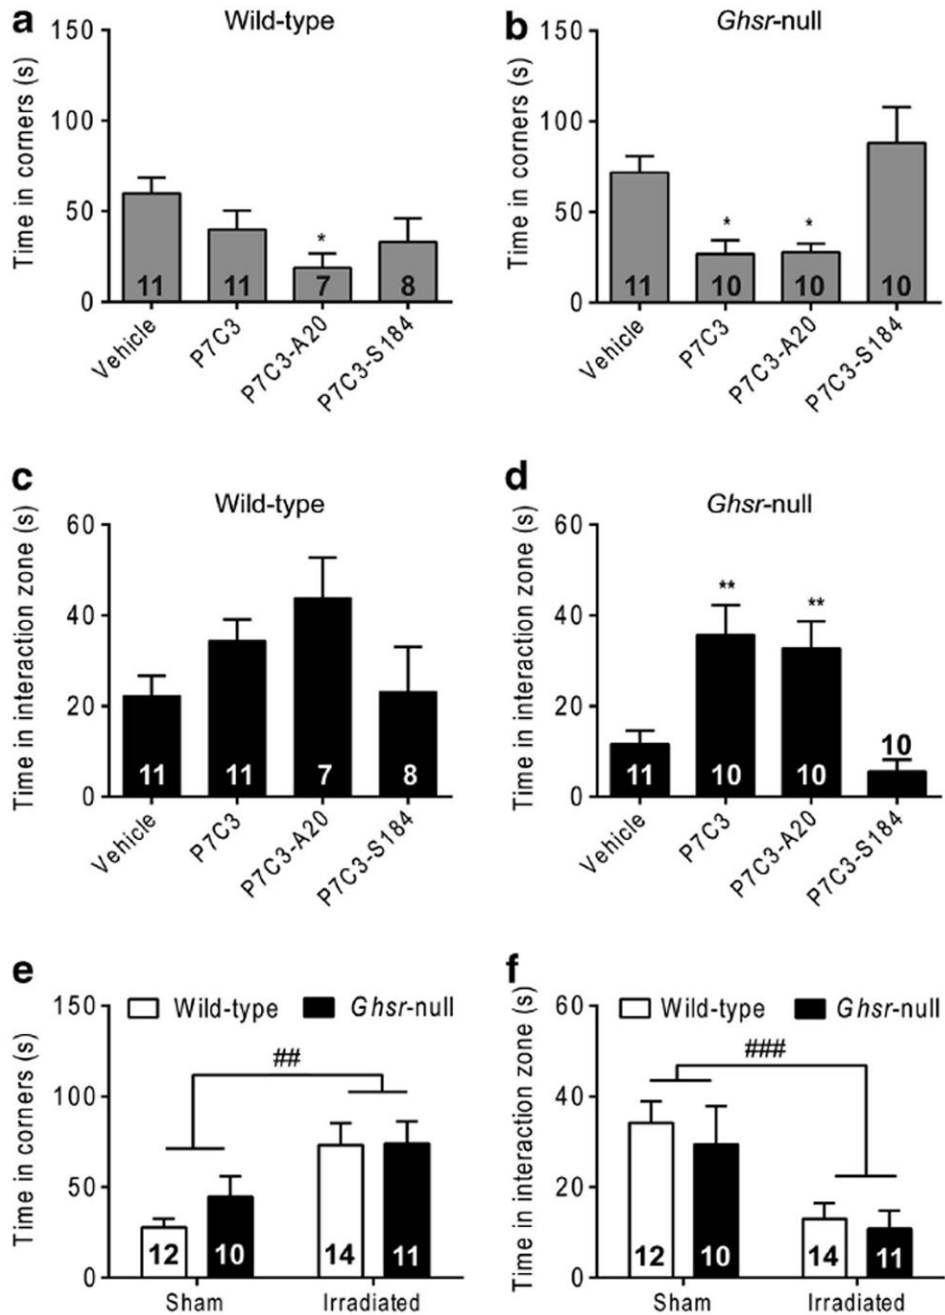 a
Wild-type
Time in corners (s)
150
100
50
0
*
11
11
7
8
Vehicle
P7C3
P7C3-A20
P7C3-S184
b
Ghsr-null
Time in corners (s)
150
100
50
0
*
*
11
10
10
10
Vehicle
P7C3
P7C3-A20
P7C3-S184
c
Wild-type
Time in interaction zone (s)
60
40
20
0
11
11
7
8
Vehicle
P7C3
P7C3-A20
P7C3-S184
d
Ghsr-null
Time in interaction zone (s)
60
40
20
0
**
**
11
10
10
10
Vehicle
P7C3
P7C3-A20
P7C3-S184
e
Wild-type
Ghsr-null
Time in corners (s)
150
100
50
0
##
12
10
14
11
Sham
Irradiated
f
Wild-type
Ghsr-null
Time in interaction zone (s)
60
40
20
0
###
12
10
14
11
Sham
Irradiated